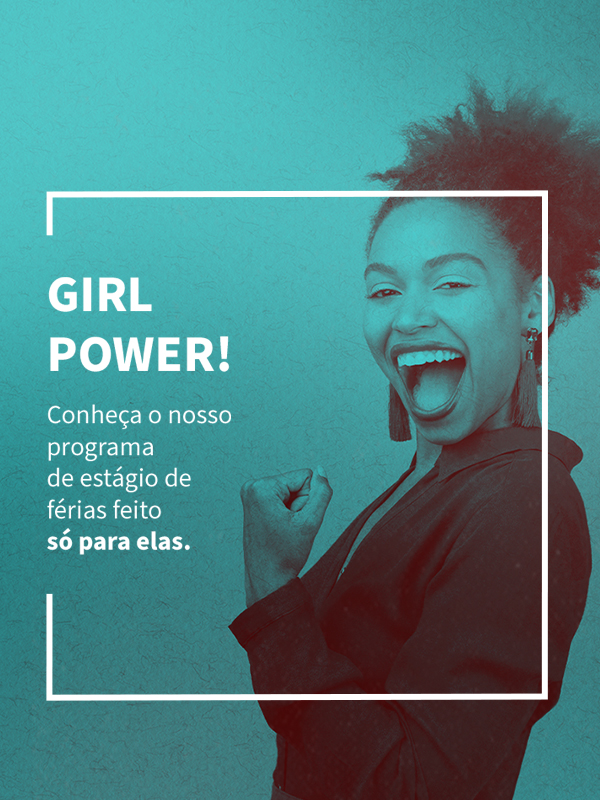 GIRL
POWER!
Conheça o nosso
programa
de estágio de
férias feito
só para elas.